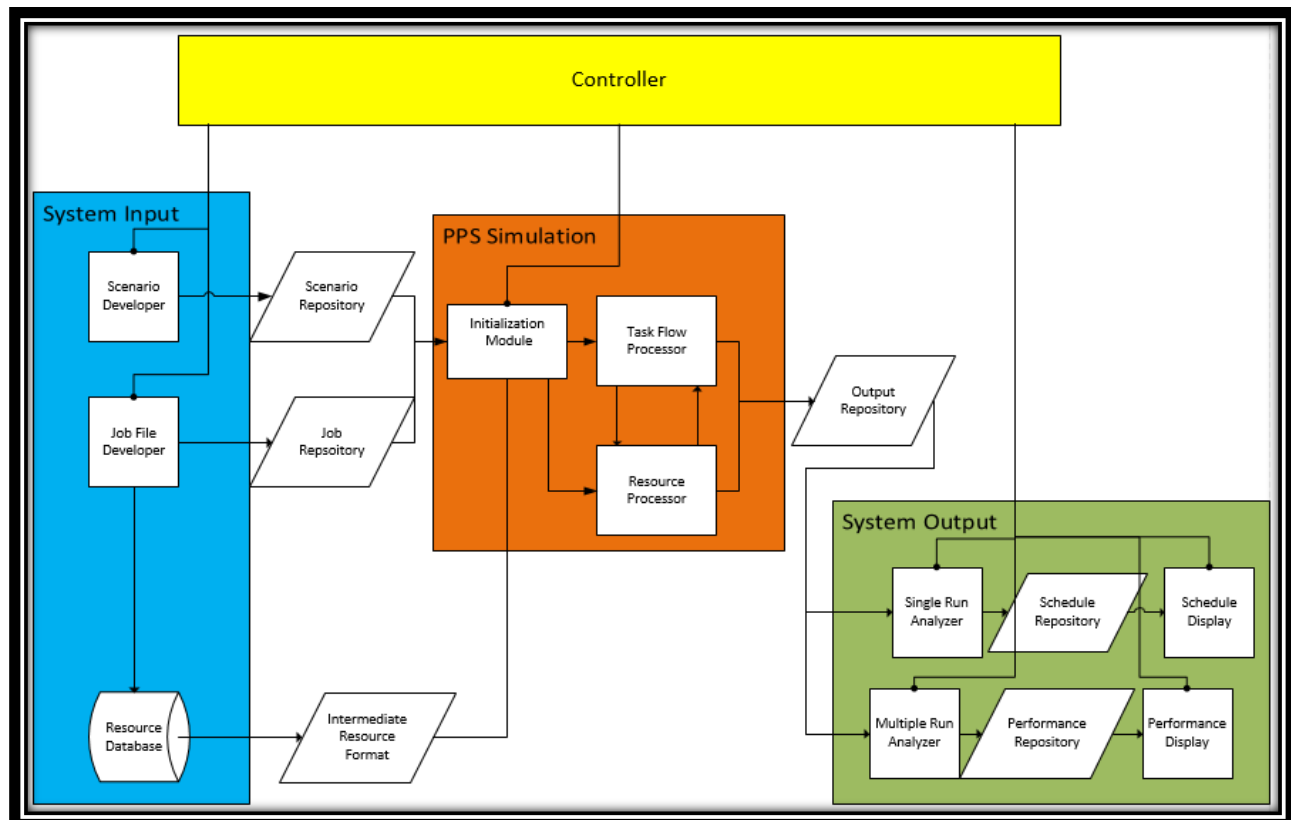 Controller
System Input
Scenario
Developer
Scenario
Repository
Job File
Developer
Job
Repsoitory
Resource
Database
Intermediate
Resource
Format
PPS Simulation
Initialization
Module
Task Flow
Processor
Resource
Processor
Output
Repository
System Output
Single Run
Analyzer
Schedule
Repository
Schedule
Display
Multiple Run
Analyzer
Performance
Repository
Performance
Display